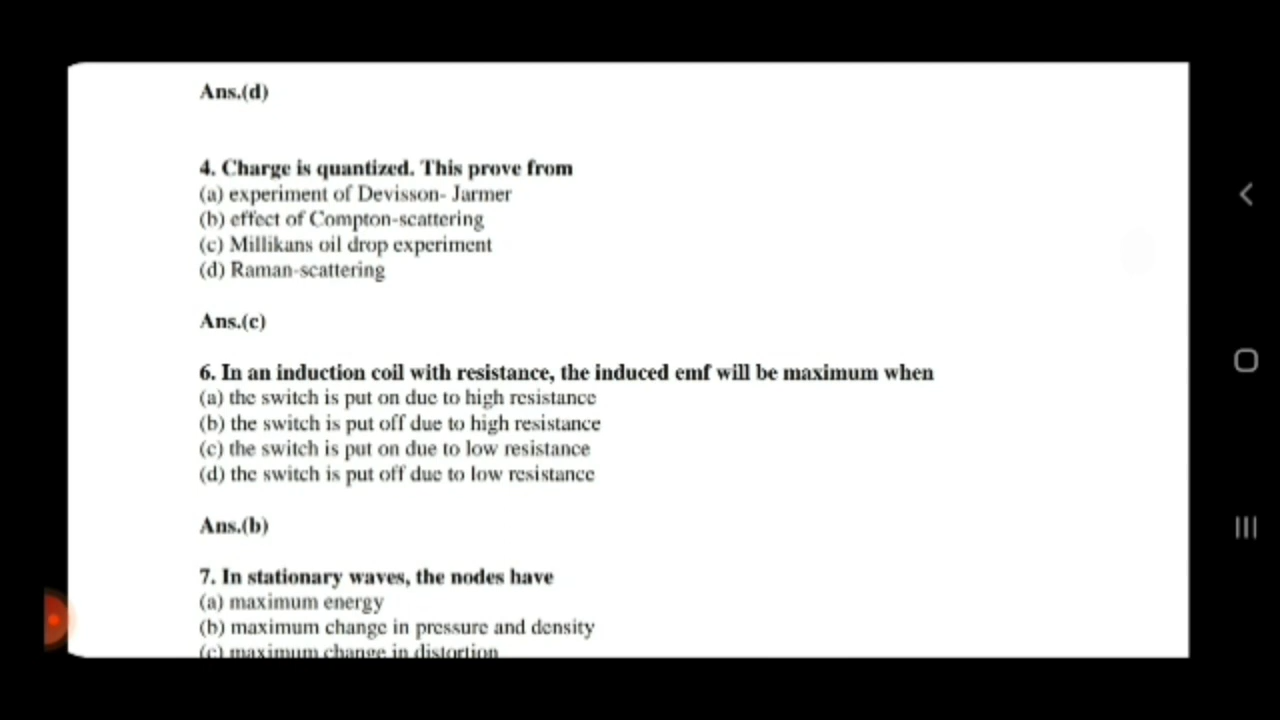 Ans.(d)
4. Charge is quantized. This prove from
(a) experiment of Devisson- Jarmer
(b) effect of Compton-scattering
(c) Millikans oil drop experiment
(d) Raman-scattering
Ans.(c)
6. In an induction coil with resistance, the induced emf will be maximum when
(a) the switch is put on due to high resistance
(b) the switch is put off due to high resistance
(c) the switch is put on due to low resistance
(d) the switch is put off due to low resistance
Ans.(b)
7. In stationary waves, the nodes have
(a) maximum energy
(b) maximum change in pressure and density
(c) maximum change in distortion